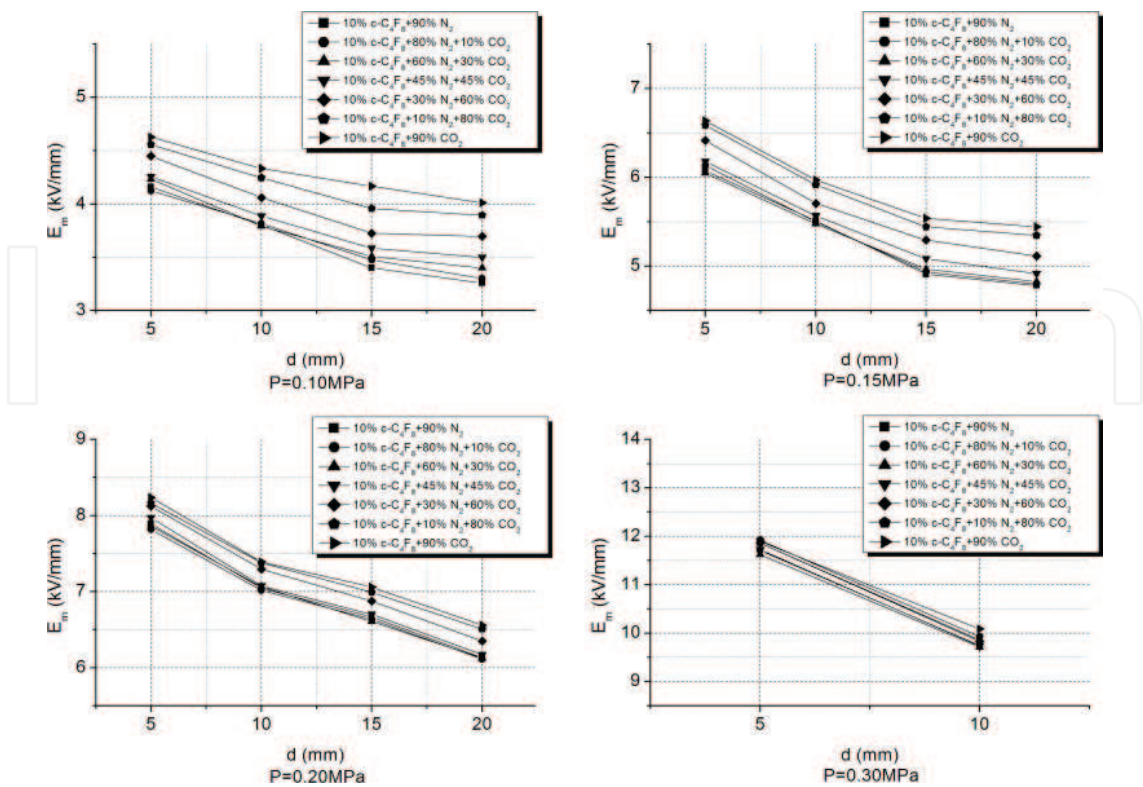 10% c-C₄F₈+90% N₂
10% c-C₄F₈+80% N₂+10% CO₂
10% c-C₄F₈+60% N₂+30% CO₂
10% c-C₄F₈+45% N₂+45% CO₂
10% c-C₄F₈+30% N₂+60% CO₂
10% c-C₄F₈+10% N₂+80% CO₂
10% c-C₄F₈+90% CO₂
Eₘ (kV/mm)
5
4
3
5 10 15 20
d (mm)
P=0.10MPa
10% c-C₄F₈+90% N₂
10% c-C₄F₈+80% N₂+10% CO₂
10% c-C₄F₈+60% N₂+30% CO₂
10% c-C₄F₈+45% N₂+45% CO₂
10% c-C₄F₈+30% N₂+60% CO₂
10% c-C₄F₈+10% N₂+80% CO₂
10% c-C₄F₈+90% CO₂
Eₘ (kV/mm)
7
6
5
5 10 15 20
d (mm)
P=0.15MPa
10% c-C₄F₈+90% N₂
10% c-C₄F₈+80% N₂+10% CO₂
10% c-C₄F₈+60% N₂+30% CO₂
10% c-C₄F₈+45% N₂+45% CO₂
10% c-C₄F₈+30% N₂+60% CO₂
10% c-C₄F₈+10% N₂+80% CO₂
10% c-C₄F₈+90% CO₂
Eₘ (kV/mm)
9
8
7
6
5 10 15 20
d (mm)
P=0.20MPa
10% c-C₄F₈+90% N₂
10% c-C₄F₈+80% N₂+10% CO₂
10% c-C₄F₈+60% N₂+30% CO₂
10% c-C₄F₈+45% N₂+45% CO₂
10% c-C₄F₈+30% N₂+60% CO₂
10% c-C₄F₈+10% N₂+80% CO₂
10% c-C₄F₈+90% CO₂
Eₘ (kV/mm)
14
13
12
11
10
9
5 10
d (mm)
P=0.30MPa